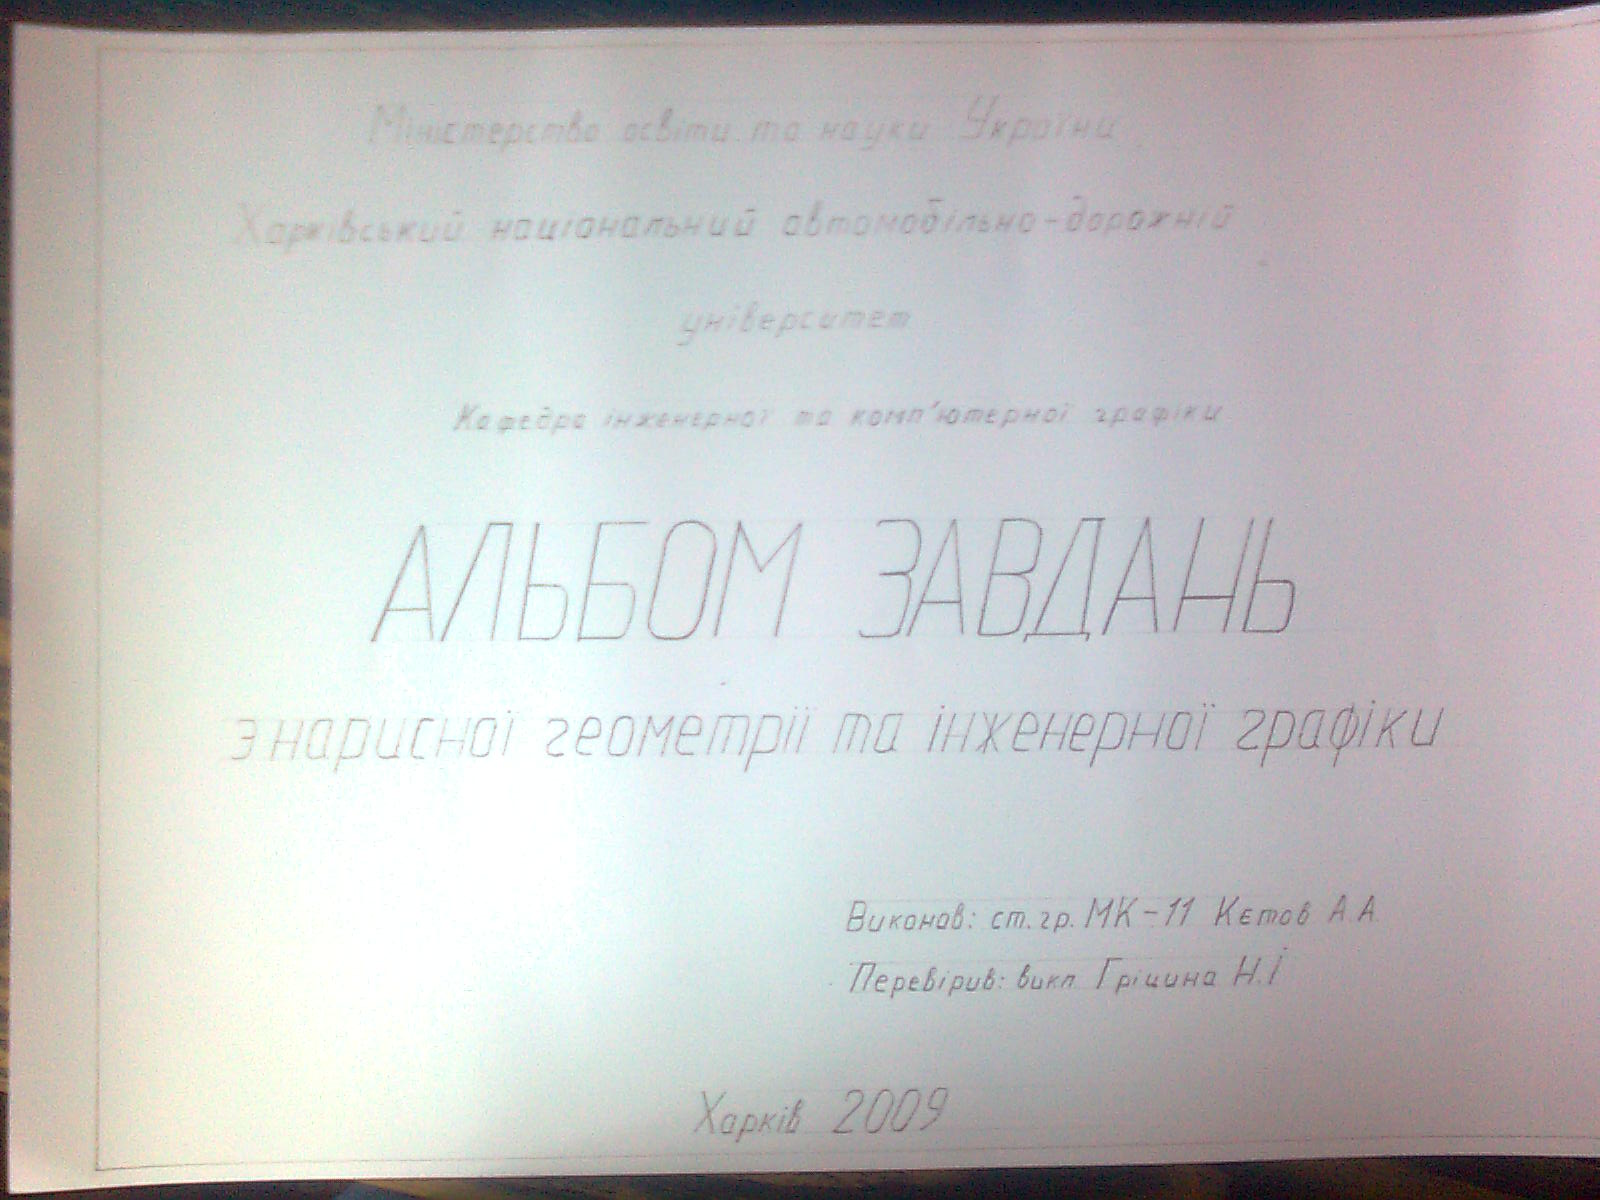 Міністерство освіти та науки України
Харківський національний автомобільно-дорожній
університет
Кафедра інженерної та комп'ютерної графіки
АЛЬБОМ ЗАВДАНЬ
з нарисної геометрії та інженерної графіки
Виконав: ст. гр. МК-11 Кєтов А.А
Перевірив: викл Гріцина Н.І
Харків 2009